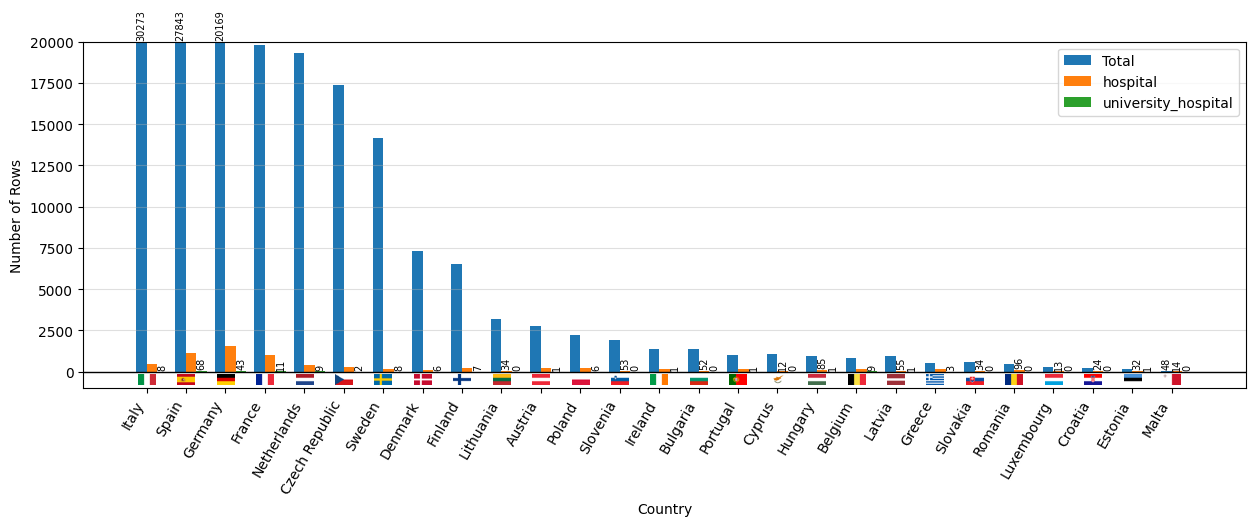 30273
27843
20169
Total
hospital
university_hospital
Number of Rows
20000
17500
15000
12500
10000
7500
5000
2500
0
8
68
43
11
9
2
8
6
7
34
0
1
6
53
0
1
52
0
1
12
0
85
1
9
55
1
3
34
0
96
0
13
0
24
0
32
1
48
14
0
Italy
Spain
Germany
France
Netherlands
Czech Republic
Sweden
Denmark
Finland
Lithuania
Austria
Poland
Slovenia
Ireland
Bulgaria
Portugal
Cyprus
Hungary
Belgium
Latvia
Greece
Slovakia
Romania
Luxembourg
Croatia
Estonia
Malta
Country